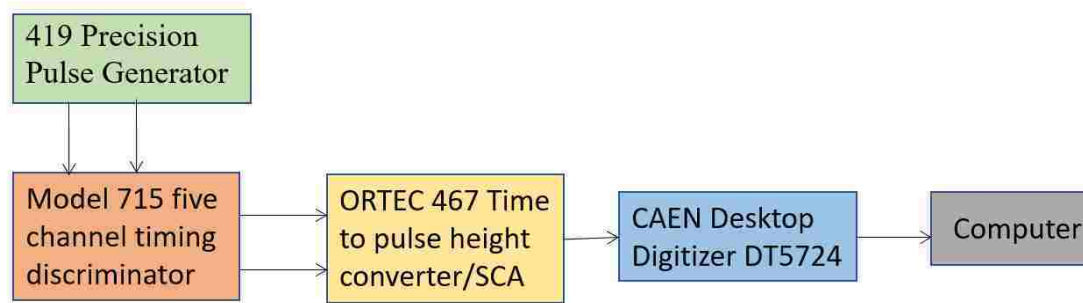 419 Precision
Pulse Generator
Model 715 five
channel timing
discriminator
ORTEC 467 Time
to pulse height
converter/SCA
CAEN Desktop
Digitizer DT5724
Computer